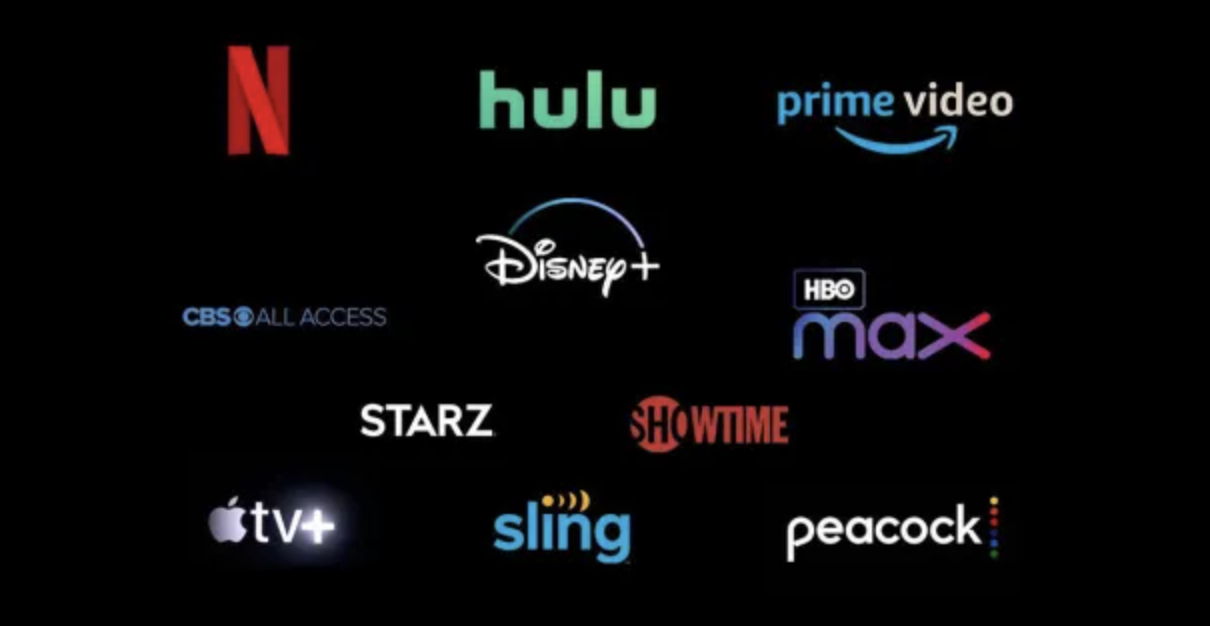 N
hulu
prime video
Disney+
CBS ALL ACCESS
HBO
max
STARZ
SHOWTIME
tv+
sling
peacock